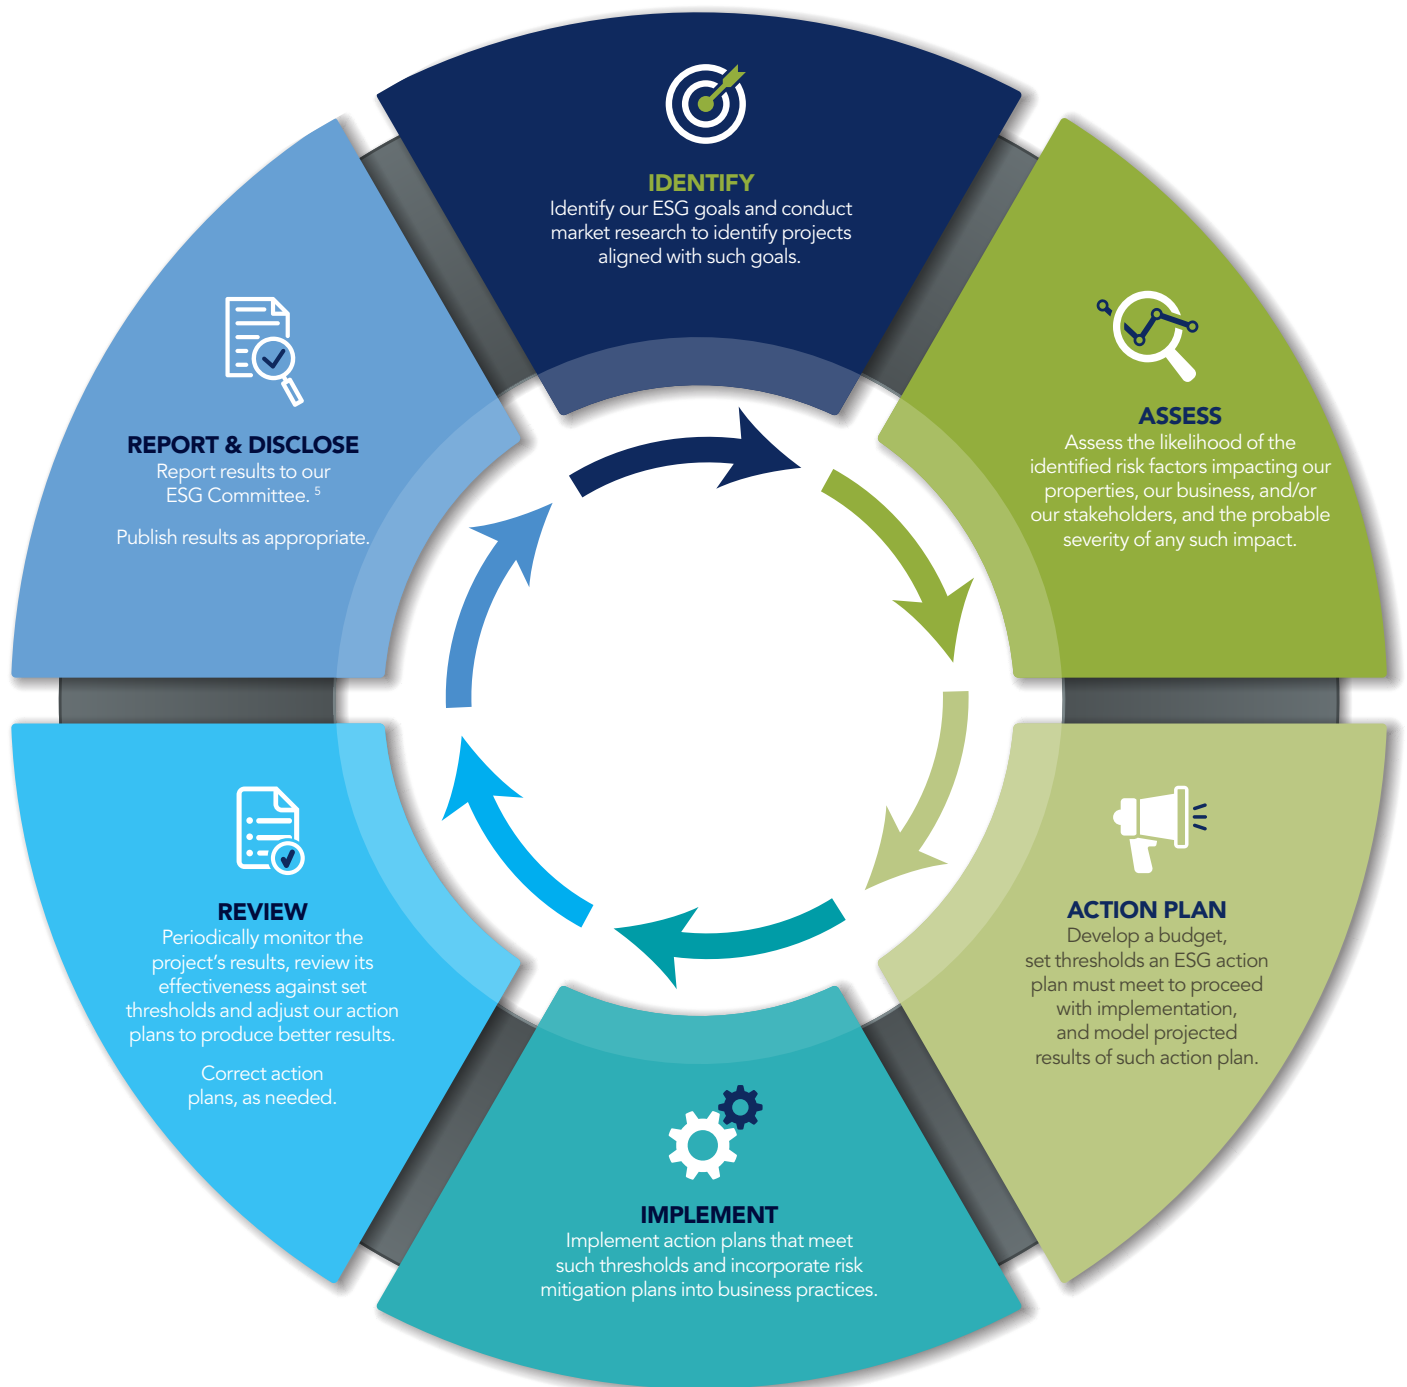 IDENTIFY
Identify our ESG goals and conduct
market research to identify projects
aligned with such goals.
ASSESS
Assess the likelihood of the
identified risk factors impacting our
properties, our business, and/or
our stakeholders, and the probable
severity of any such impact.
ACTION PLAN
Develop a budget,
set thresholds an ESG action
plan must meet to proceed
with implementation,
and model projected
results of such action plan.
IMPLEMENT
Implement action plans that meet
such thresholds and incorporate risk
mitigation plans into business practices.
REVIEW
Periodically monitor the
project's results, review its
effectiveness against set
thresholds and adjust our action
plans to produce better results.
Correct action
plans, as needed.
REPORT & DISCLOSE
Report results to our
ESG Committee. 5
Publish results as appropriate.